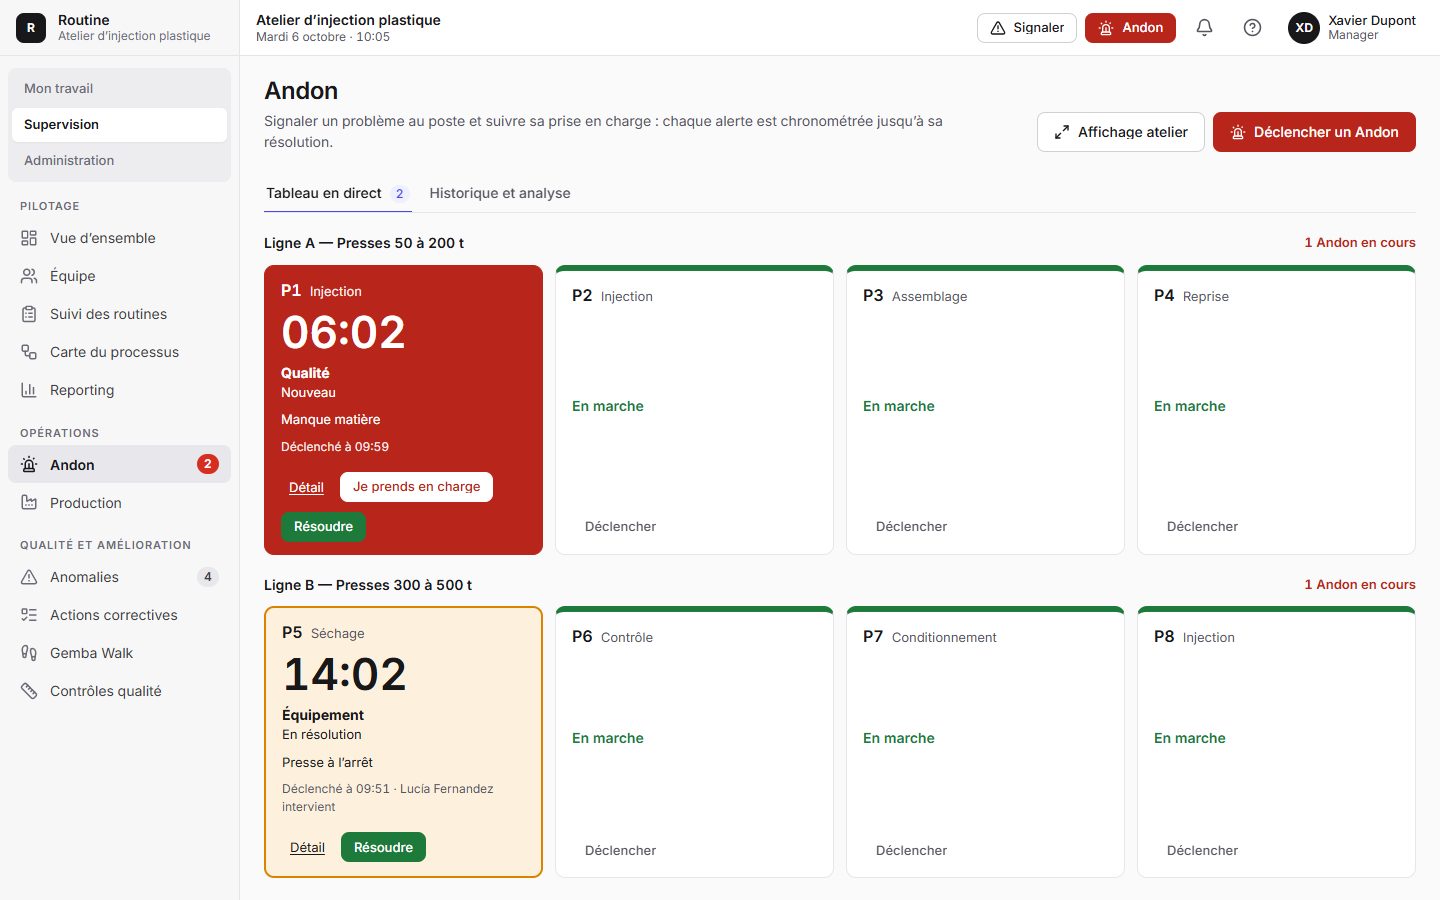 R
Routine
Atelier d’injection plastique
Atelier d’injection plastique
Mardi 6 octobre · 10:05
Signaler
Andon
XD
Xavier Dupont
Manager
Mon travail
Supervision
Administration
PILOTAGE
Vue d’ensemble
Équipe
Suivi des routines
Carte du processus
Reporting
OPÉRATIONS
Andon 2
Production
QUALITÉ ET AMÉLIORATION
Anomalies 4
Actions correctives
Gemba Walk
Contrôles qualité
Andon
Signaler un problème au poste et suivre sa prise en charge : chaque alerte est chronométrée jusqu’à sa
résolution.
Affichage atelier
Déclencher un Andon
Tableau en direct 2
Historique et analyse
Ligne A — Presses 50 à 200 t
1 Andon en cours
P1 Injection
06:02
Qualité
Nouveau
Manque matière
Déclenché à 09:59
Détail
Je prends en charge
Résoudre
P2 Injection
En marche
Déclencher
P3 Assemblage
En marche
Déclencher
P4 Reprise
En marche
Déclencher
Ligne B — Presses 300 à 500 t
1 Andon en cours
P5 Séchage
14:02
Équipement
En résolution
Presse à l’arrêt
Déclenché à 09:51 · Lucía Fernandez
intervient
Détail
Résoudre
P6 Contrôle
En marche
Déclencher
P7 Conditionnement
En marche
Déclencher
P8 Injection
En marche
Déclencher